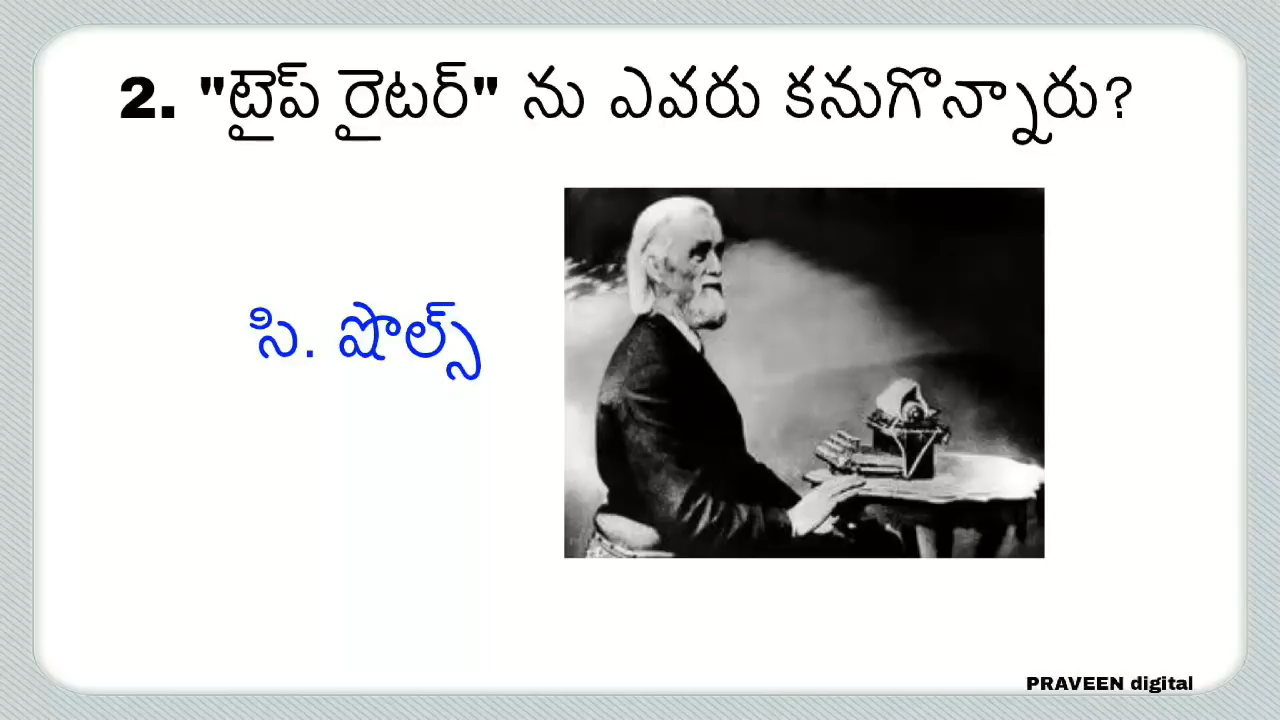 2. "టైప్ రైటర్" ను ఎవరు కనుగొన్నారు?
సి. షొల్స్
PRAVEEN digital